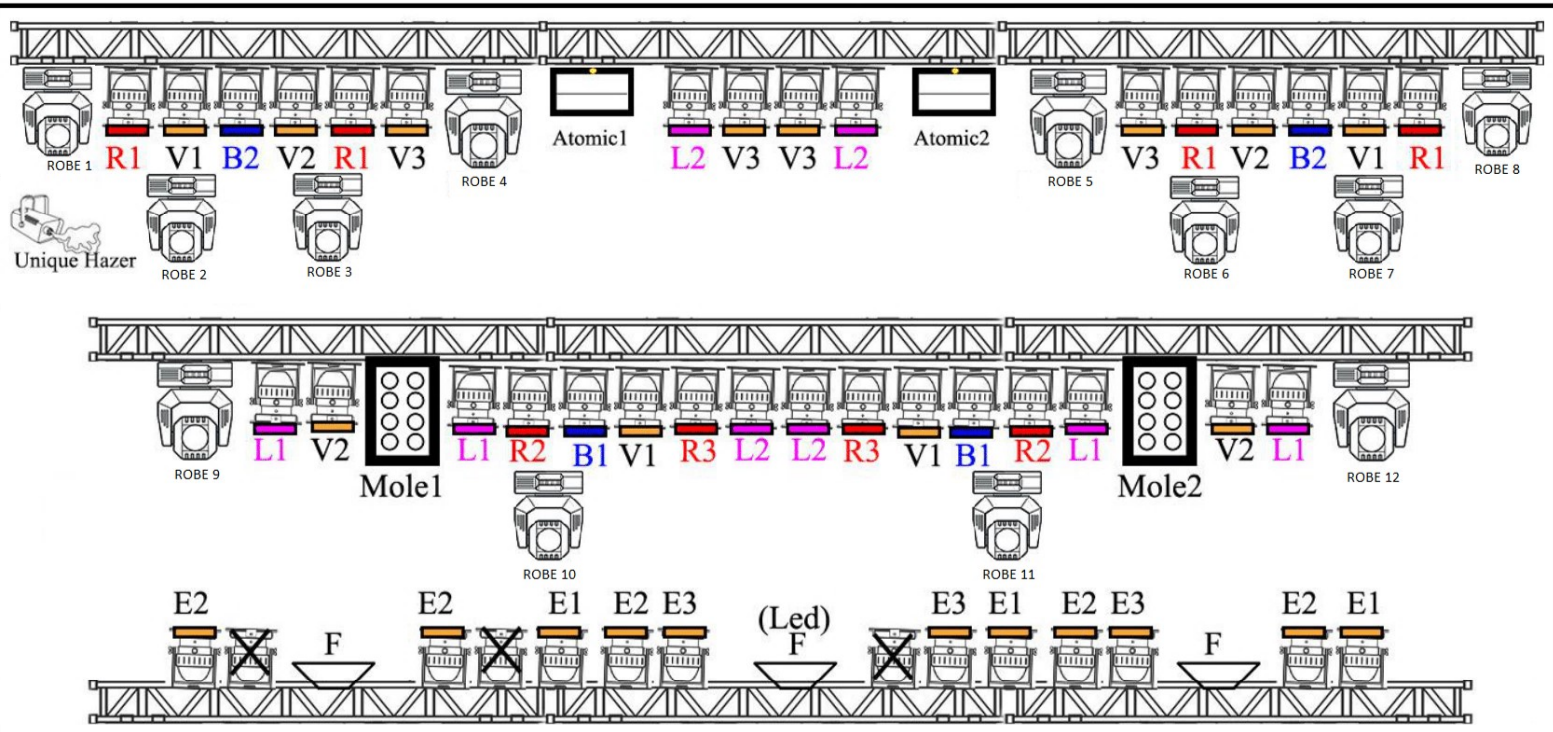 Atomic1 Atomic2
ROBE 1 R1 V1 B2 V2 R1 V3 ROBE 4 L2 V3 V3 L2 ROBE 5 V3 R1 V2 B2 V1 R1 ROBE 8
Unique Hazer ROBE 2 ROBE 3 ROBE 6 ROBE 7
ROBE 9 L1 V2 L1 R2 B1 V1 R3 L2 L2 R3 V1 B1 R2 L1 V2 L1 ROBE 12
Mole1 Mole2
ROBE 10 ROBE 11
E2 E2 E1 E2 E3 (Led) E3 E1 E2 E3 E2 E1
F F F